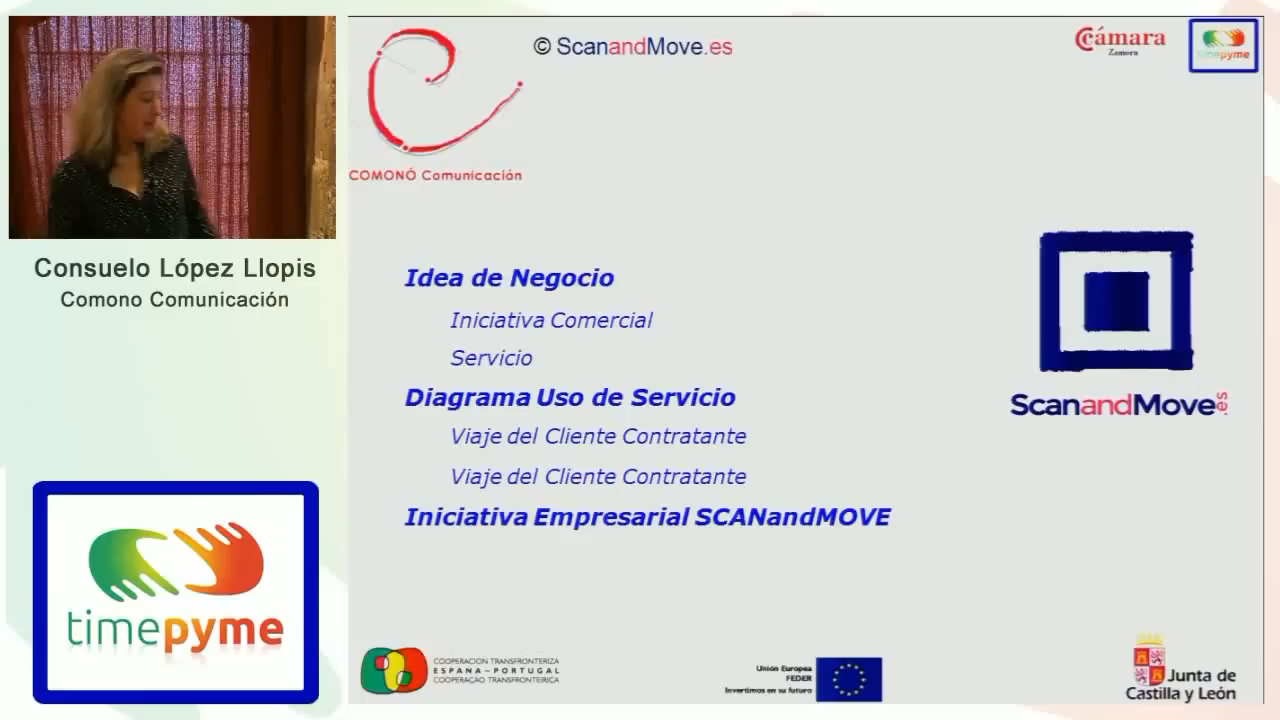 © ScanandMove.es
Cámara
Zamora
timepyme
COMONÓ Comunicación
Consuelo López Llopis
Comono Comunicación
Idea de Negocio
Iniciativa Comercial
Servicio
Diagrama Uso de Servicio
Viaje del Cliente Contratante
Viaje del Cliente Contratante
Iniciativa Empresarial SCANandMOVE
ScanandMove.es
timepyme
COOPERACION TRANSFRONTERIZA
ESPAÑA – PORTUGAL
COOPERAÇÃO TRANSFRONTEIRIÇA
Unión Europea
FEDER
Invertimos en su futuro
Junta de
Castilla y León